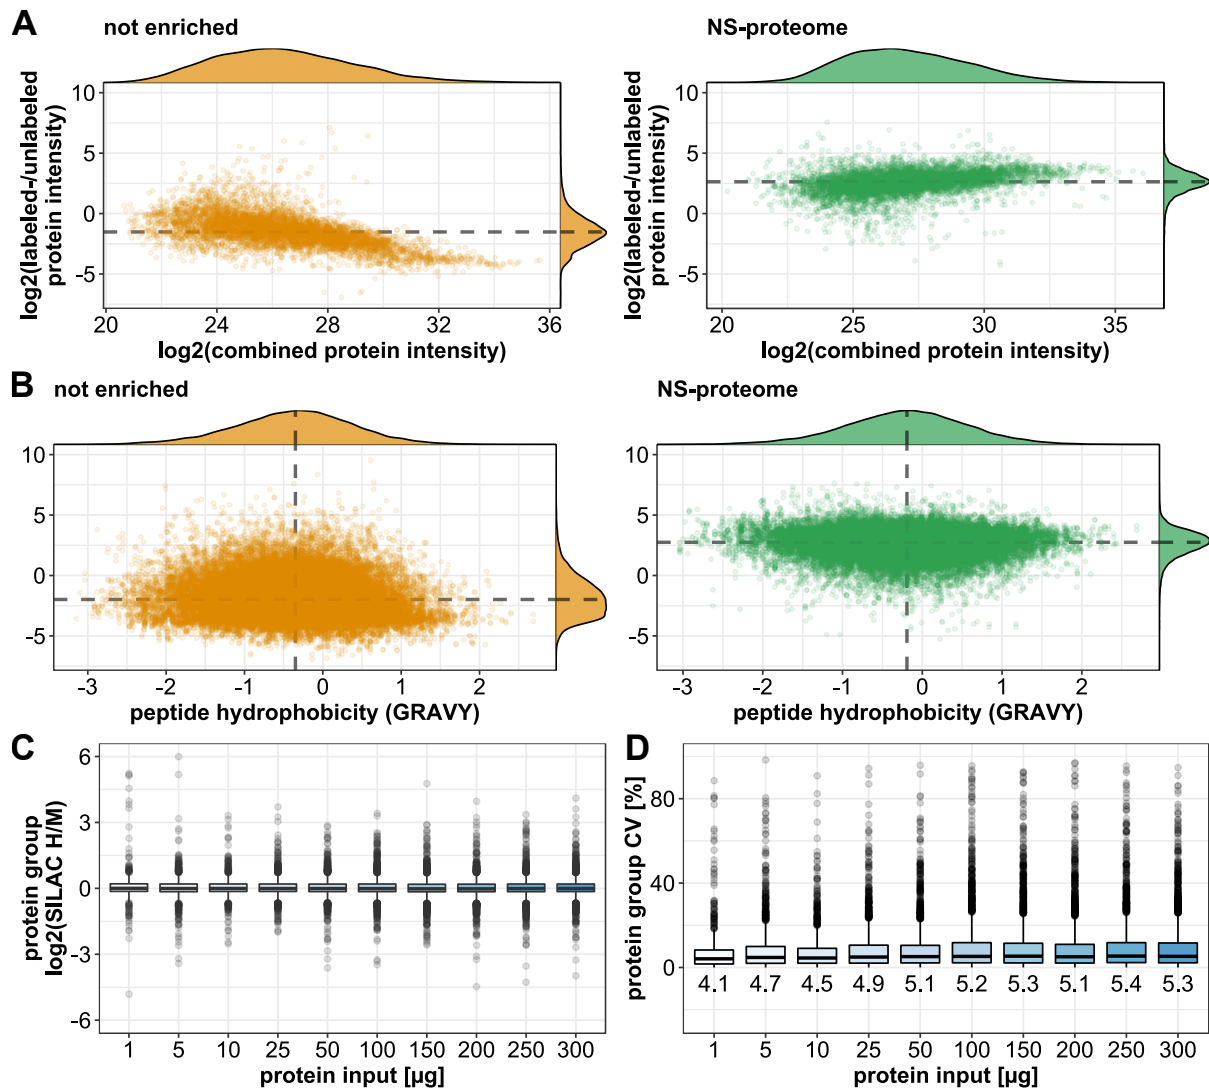 A
not enriched
NS-proteome
log2(labeled-/unlabeled
protein intensity)
10
5
0
-5
20 24 28 32 36
log2(combined protein intensity)
log2(labeled-/unlabeled
protein intensity)
10
5
0
-5
20 25 30 35
log2(combined protein intensity)
B
not enriched
NS-proteome
10
5
0
-5
-3 -2 -1 0 1 2
peptide hydrophobicity (GRAVY)
10
5
0
-5
-3 -2 -1 0 1 2
peptide hydrophobicity (GRAVY)
C
protein group
log2(SILAC H/M)
6
3
0
-3
-6
1 5 10 25 50 100 150 200 250 300
protein input [µg]
D
protein group CV [%]
80
40
0
4.1 4.7 4.5 4.9 5.1 5.2 5.3 5.1 5.4 5.3
1 5 10 25 50 100 150 200 250 300
protein input [µg]